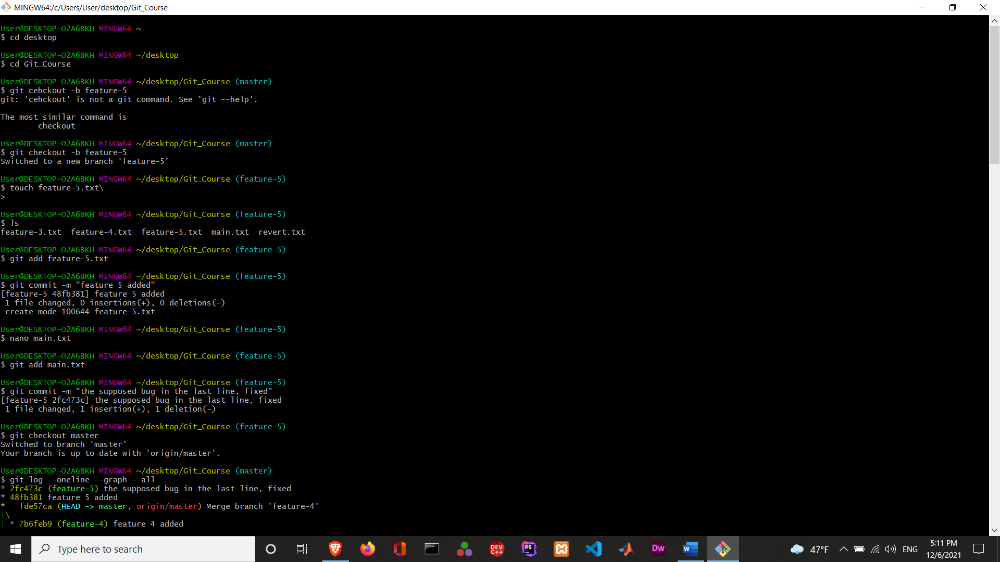 MINGW64:/c/Users/User/desktop/Git_Course
User@DESKTOP-O2A6BKH MINGW64 ~
$ cd desktop
User@DESKTOP-O2A6BKH MINGW64 ~/desktop
$ cd Git_Course
User@DESKTOP-O2A6BKH MINGW64 ~/desktop/Git_Course (master)
$ git cehckout -b feature-5
git: 'cehckout' is not a git command. See 'git --help'.
The most similar command is
        checkout
User@DESKTOP-O2A6BKH MINGW64 ~/desktop/Git_Course (master)
$ git checkout -b feature-5
Switched to a new branch 'feature-5'
User@DESKTOP-O2A6BKH MINGW64 ~/desktop/Git_Course (feature-5)
$ touch feature-5.txt\
>
User@DESKTOP-O2A6BKH MINGW64 ~/desktop/Git_Course (feature-5)
$ ls
feature-3.txt  feature-4.txt  feature-5.txt  main.txt  revert.txt
User@DESKTOP-O2A6BKH MINGW64 ~/desktop/Git_Course (feature-5)
$ git add feature-5.txt
User@DESKTOP-O2A6BKH MINGW64 ~/desktop/Git_Course (feature-5)
$ git commit -m "feature 5 added"
[feature-5 48fb381] feature 5 added
 1 file changed, 0 insertions(+), 0 deletions(-)
 create mode 100644 feature-5.txt
User@DESKTOP-O2A6BKH MINGW64 ~/desktop/Git_Course (feature-5)
$ nano main.txt
User@DESKTOP-O2A6BKH MINGW64 ~/desktop/Git_Course (feature-5)
$ git add main.txt
User@DESKTOP-O2A6BKH MINGW64 ~/desktop/Git_Course (feature-5)
$ git commit -m "the supposed bug in the last line, fixed"
[feature-5 2fc473c] the supposed bug in the last line, fixed
 1 file changed, 1 insertion(+), 1 deletion(-)
User@DESKTOP-O2A6BKH MINGW64 ~/desktop/Git_Course (feature-5)
$ git checkout master
Switched to branch 'master'
Your branch is up to date with 'origin/master'.
User@DESKTOP-O2A6BKH MINGW64 ~/desktop/Git_Course (master)
$ git log --oneline --graph --all
* 2fc473c (feature-5) the supposed bug in the last line, fixed
* 48fb381 feature 5 added
*   fde57ca (HEAD -> master, origin/master) Merge branch 'feature-4'
|\
| * 7b6feb9 (feature-4) feature 4 added
Type here to search
DEV C++
PS
Dw
W
47°F
ENG
5:11 PM
12/6/2021